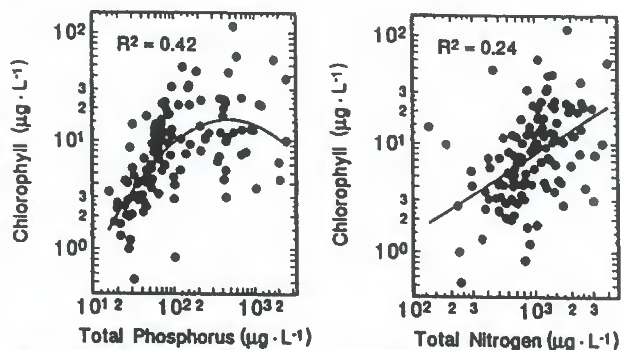 R² = 0.42
Chlorophyll (µg · L⁻¹)
10²
3
2
10¹
3
2
10⁰
10¹ 2 10² 2 10³ 2
Total Phosphorus (µg · L⁻¹)
R² = 0.24
Chlorophyll (µg · L⁻¹)
10²
3
2
10¹
3
2
10⁰
10² 2 3 10³ 2 3
Total Nitrogen (µg · L⁻¹)